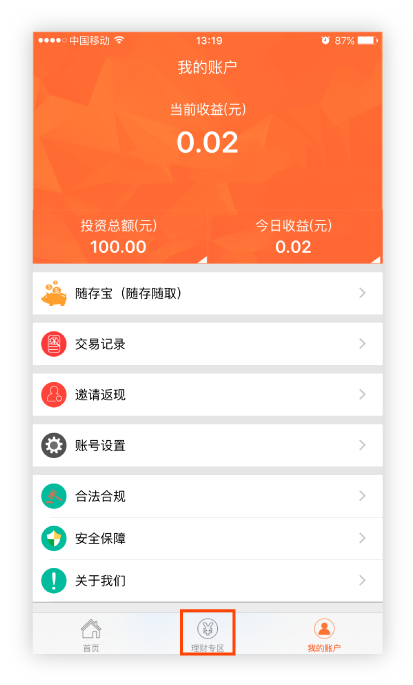 中国移动 13:19 87%
我的账户
当前收益(元)
0.02
投资总额(元) 今日收益(元)
100.00 0.02
随存宝（随存随取）
交易记录
邀请返现
账号设置
合法合规
安全保障
关于我们
首页 理财专区 我的账户